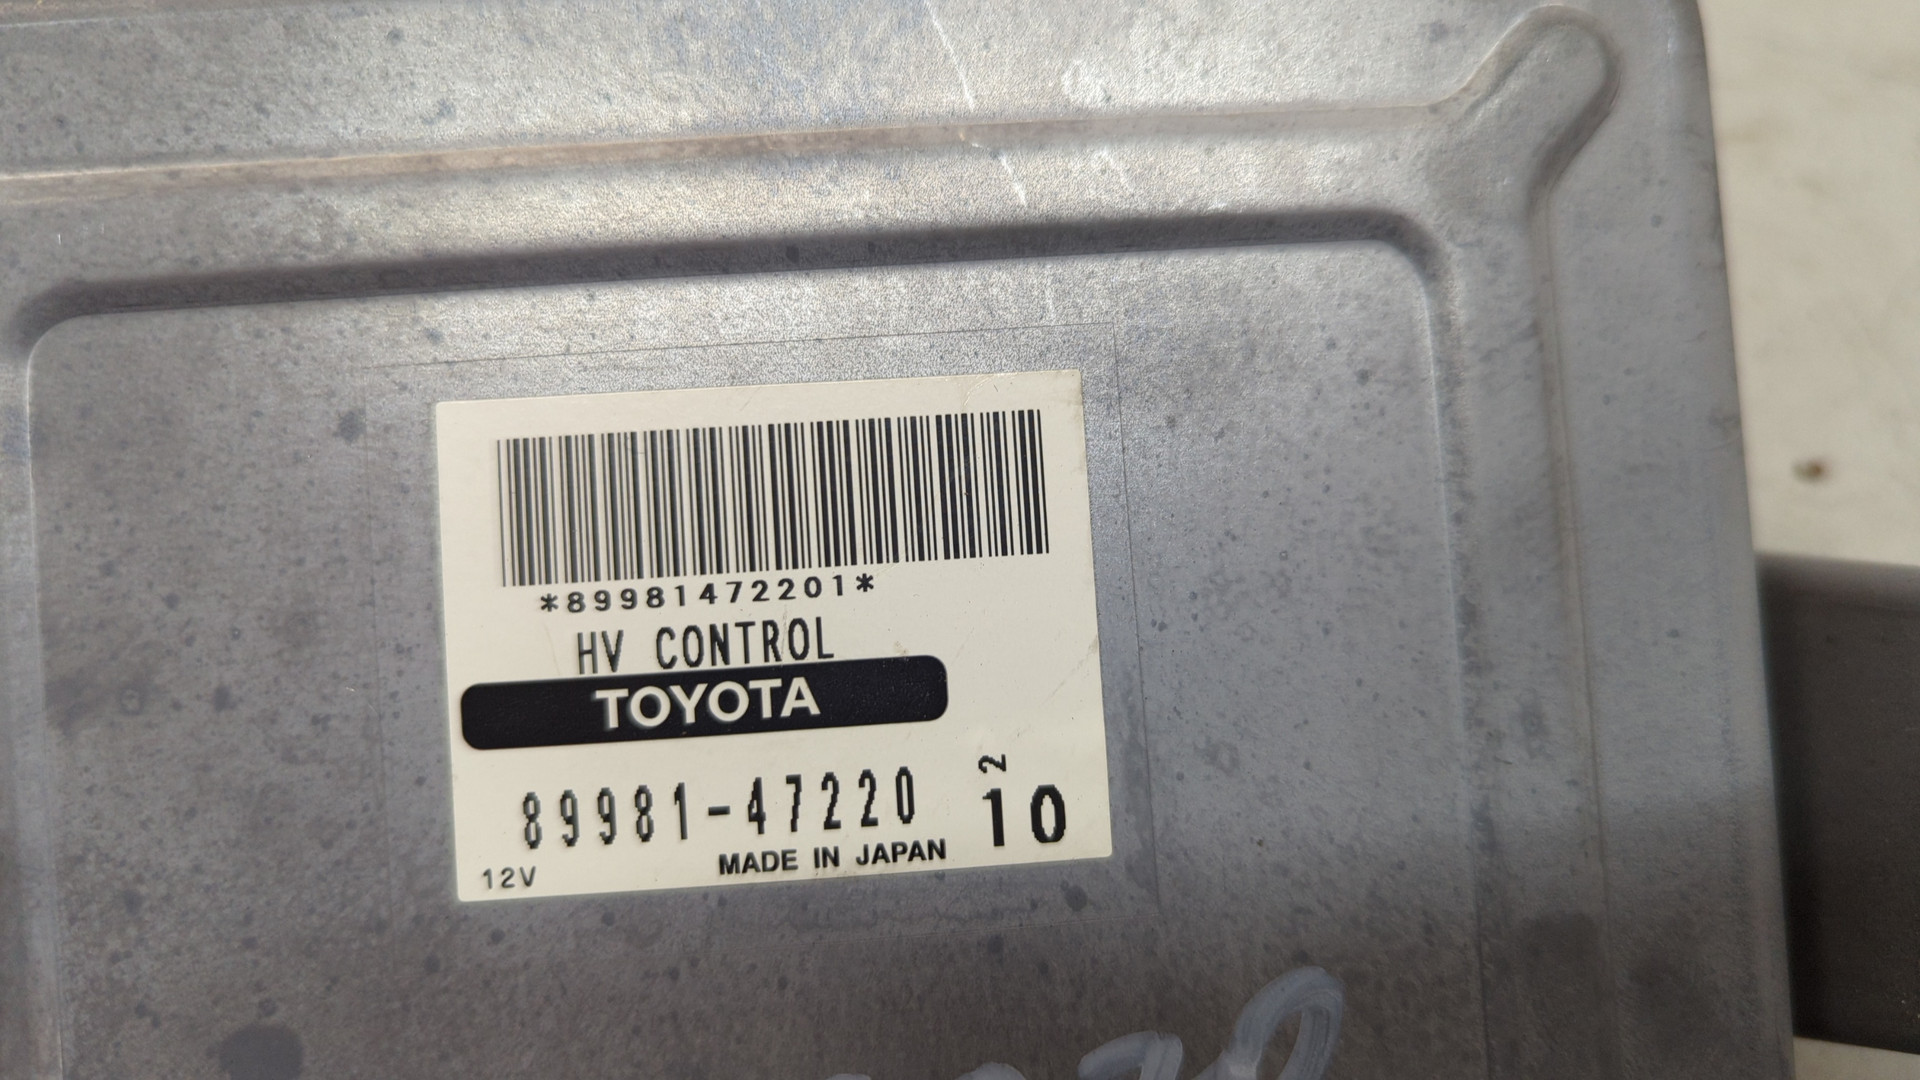 *89981472201*
HV CONTROL
TOYOTA
89981-47220
2
10
12V
MADE IN JAPAN